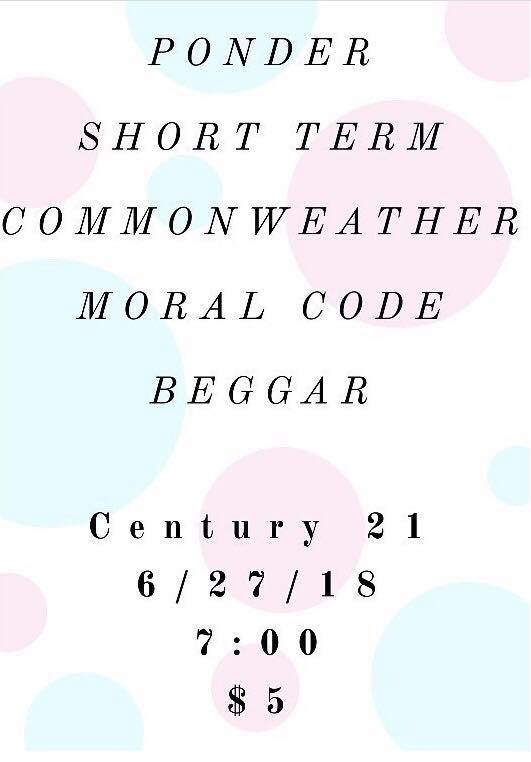 PONDER
SHORT TERM
COMMONWEATHER
MORAL CODE
BEGGAR
Century 21
6/27/18
7:00
$5